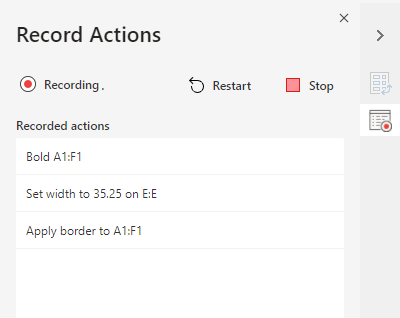 Record Actions
Recording.
Restart
Stop
Recorded actions
Bold A1:F1
Set width to 35.25 on E:E
Apply border to A1:F1